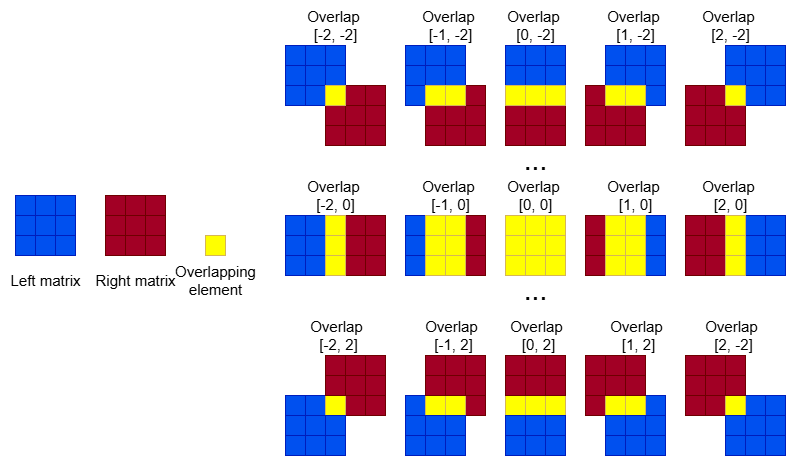 Overlap
[-2, -2]
Overlap
[-1, -2]
Overlap
[0, -2]
Overlap
[1, -2]
Overlap
[2, -2]
...
Overlap
[-2, 0]
Overlap
[-1, 0]
Overlap
[0, 0]
Overlap
[1, 0]
Overlap
[2, 0]
Left matrix
Right matrix
Overlapping
element
...
Overlap
[-2, 2]
Overlap
[-1, 2]
Overlap
[0, 2]
Overlap
[1, 2]
Overlap
[2, -2]